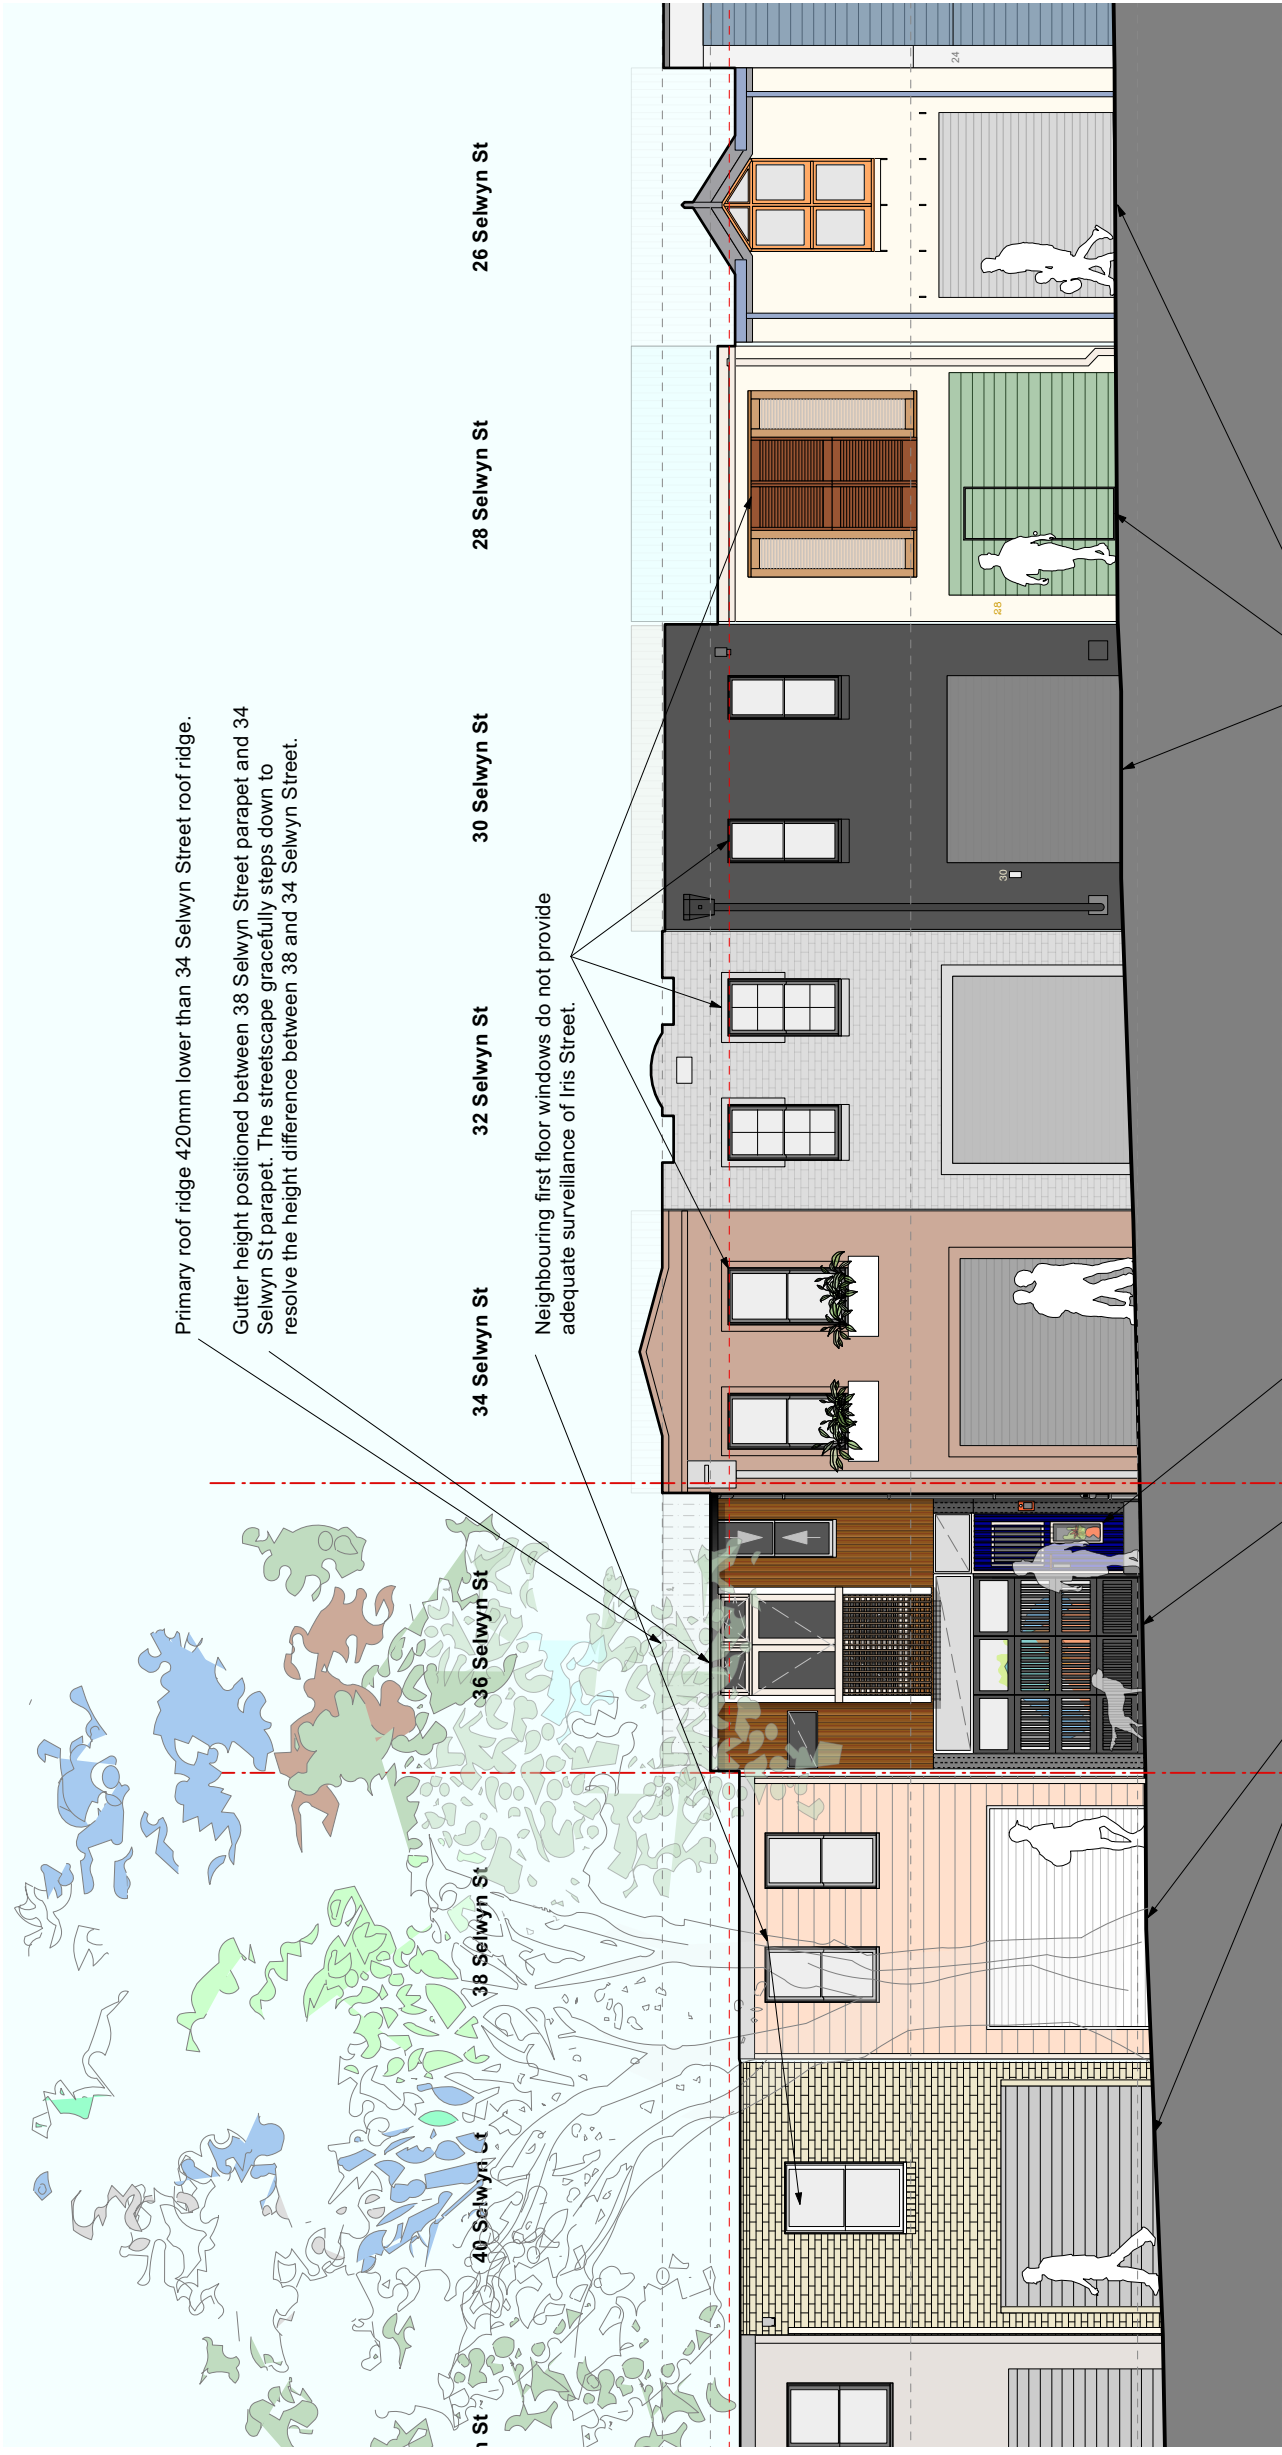 Primary roof ridge 420mm lower than 34 Selwyn Street roof ridge.
Gutter height positioned between 38 Selwyn Street parapet and 34
Selwyn St parapet. The streetscape gracefully steps down to
resolve the height difference between 38 and 34 Selwyn Street.
n St
40 Selwyn St
38 Selwyn St
36 Selwyn St
34 Selwyn St
32 Selwyn St
30 Selwyn St
28 Selwyn St
26 Selwyn St
Neighbouring first floor windows do not provide
adequate surveillance of Iris Street.
30
28
24